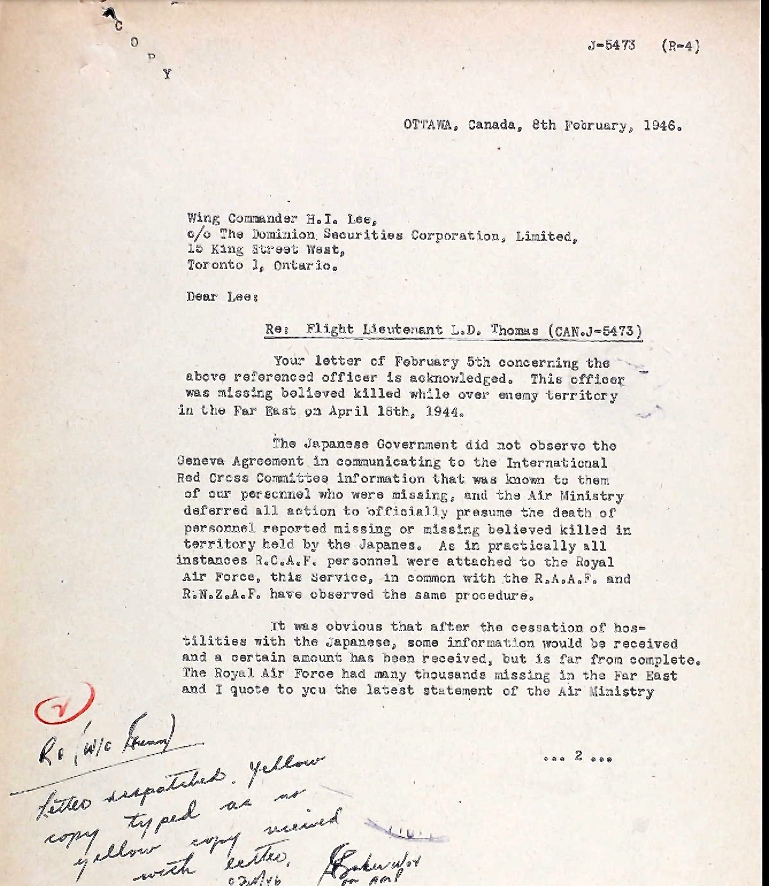 COPY
J-5473 (R-4)
OTTAWA, Canada, 8th February, 1946.
Wing Commander H.I. Lee,
c/o The Dominion Securities Corporation, Limited,
15 King Street West,
Toronto 1, Ontario.
Dear Lee:
Re: Flight Lieutenant L.D. Thomas (CAN.J-5473)
Your letter of February 5th concerning the
above referenced officer is acknowledged. This officer
was missing believed killed while over enemy territory
in the Far East on April 18th, 1944.
The Japanese Government did not observe the
Geneva Agreement in communicating to the International
Red Cross Committee information that was known to them
of our personnel who were missing, and the Air Ministry
deferred all action to officially presume the death of
personnel reported missing or missing believed killed in
territory held by the Japanes. As in practically all
instances R.C.A.F. personnel were attached to the Royal
Air Force, this Service, in common with the R.A.A.F. and
R.N.Z.A.F. have observed the same procedure.
It was obvious that after the cessation of hos-
tilities with the Japanese, some information would be received
and a certain amount has been received, but is far from complete.
The Royal Air Force had many thousands missing in the Far East
and I quote to you the latest statement of the Air Ministry
... 2 ...
2
R4 (W/C Gunn)
Letter despatched. Yellow
copy typed as no
yellow copy received
with letter.